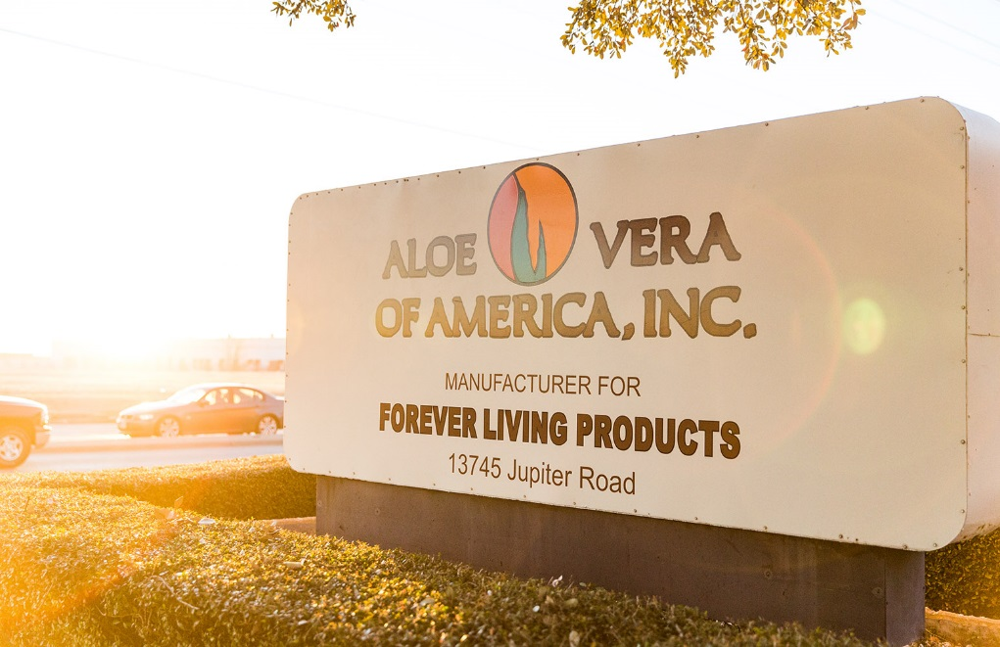 ALOE VERA
OF AMERICA, INC.
MANUFACTURER FOR
FOREVER LIVING PRODUCTS
13745 Jupiter Road